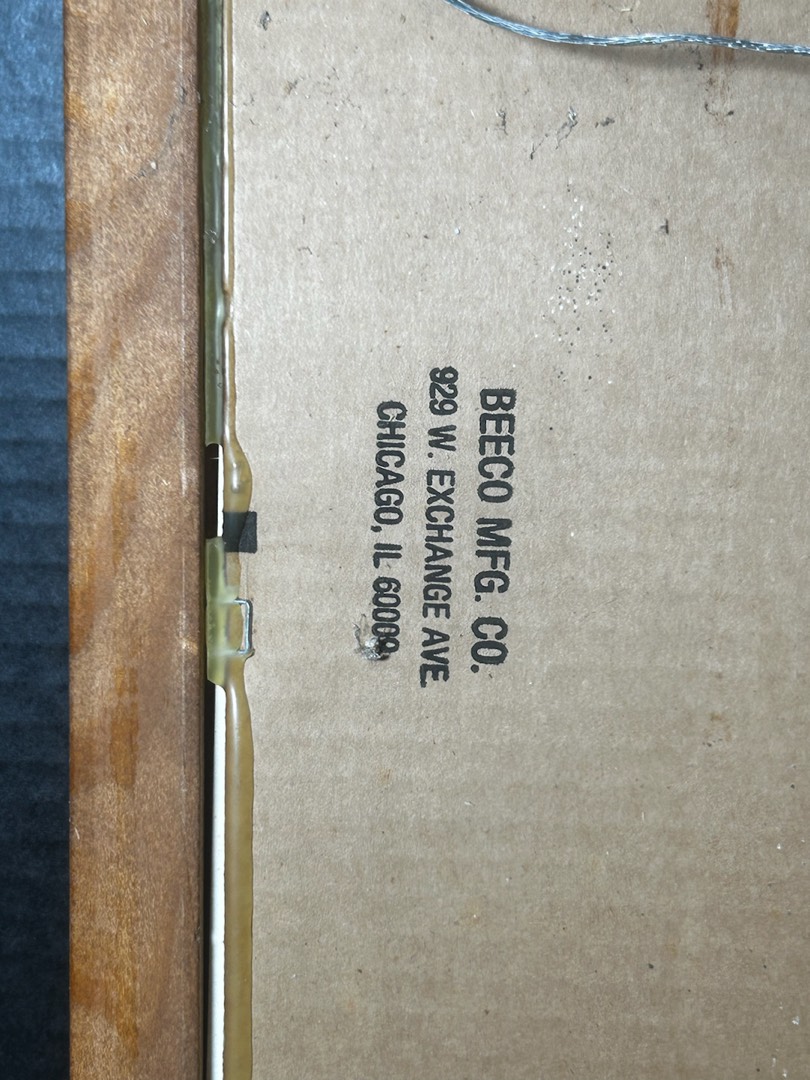 BEECO MFG. CO.
929 W. EXCHANGE AVE.
CHICAGO, IL 60609